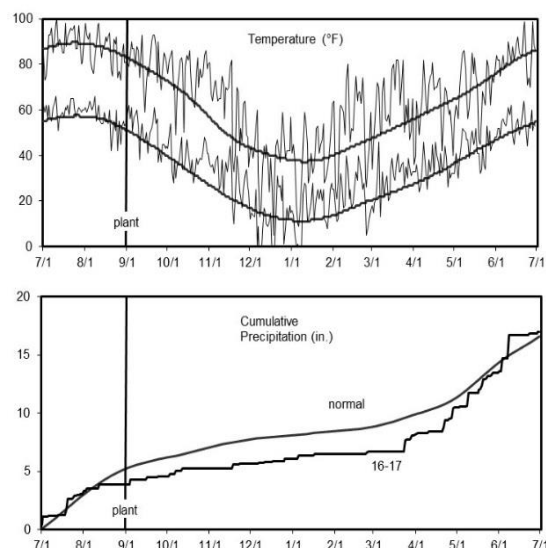 100
Temperature (°F)
80
60
40
20
plant
0
7/1 8/1 9/1 10/1 11/1 12/1 1/1 2/1 3/1 4/1 5/1 6/1 7/1
20
Cumulative
Precipitation (in.)
15
normal
10
5
16-17
plant
0
7/1 8/1 9/1 10/1 11/1 12/1 1/1 2/1 3/1 4/1 5/1 6/1 7/1